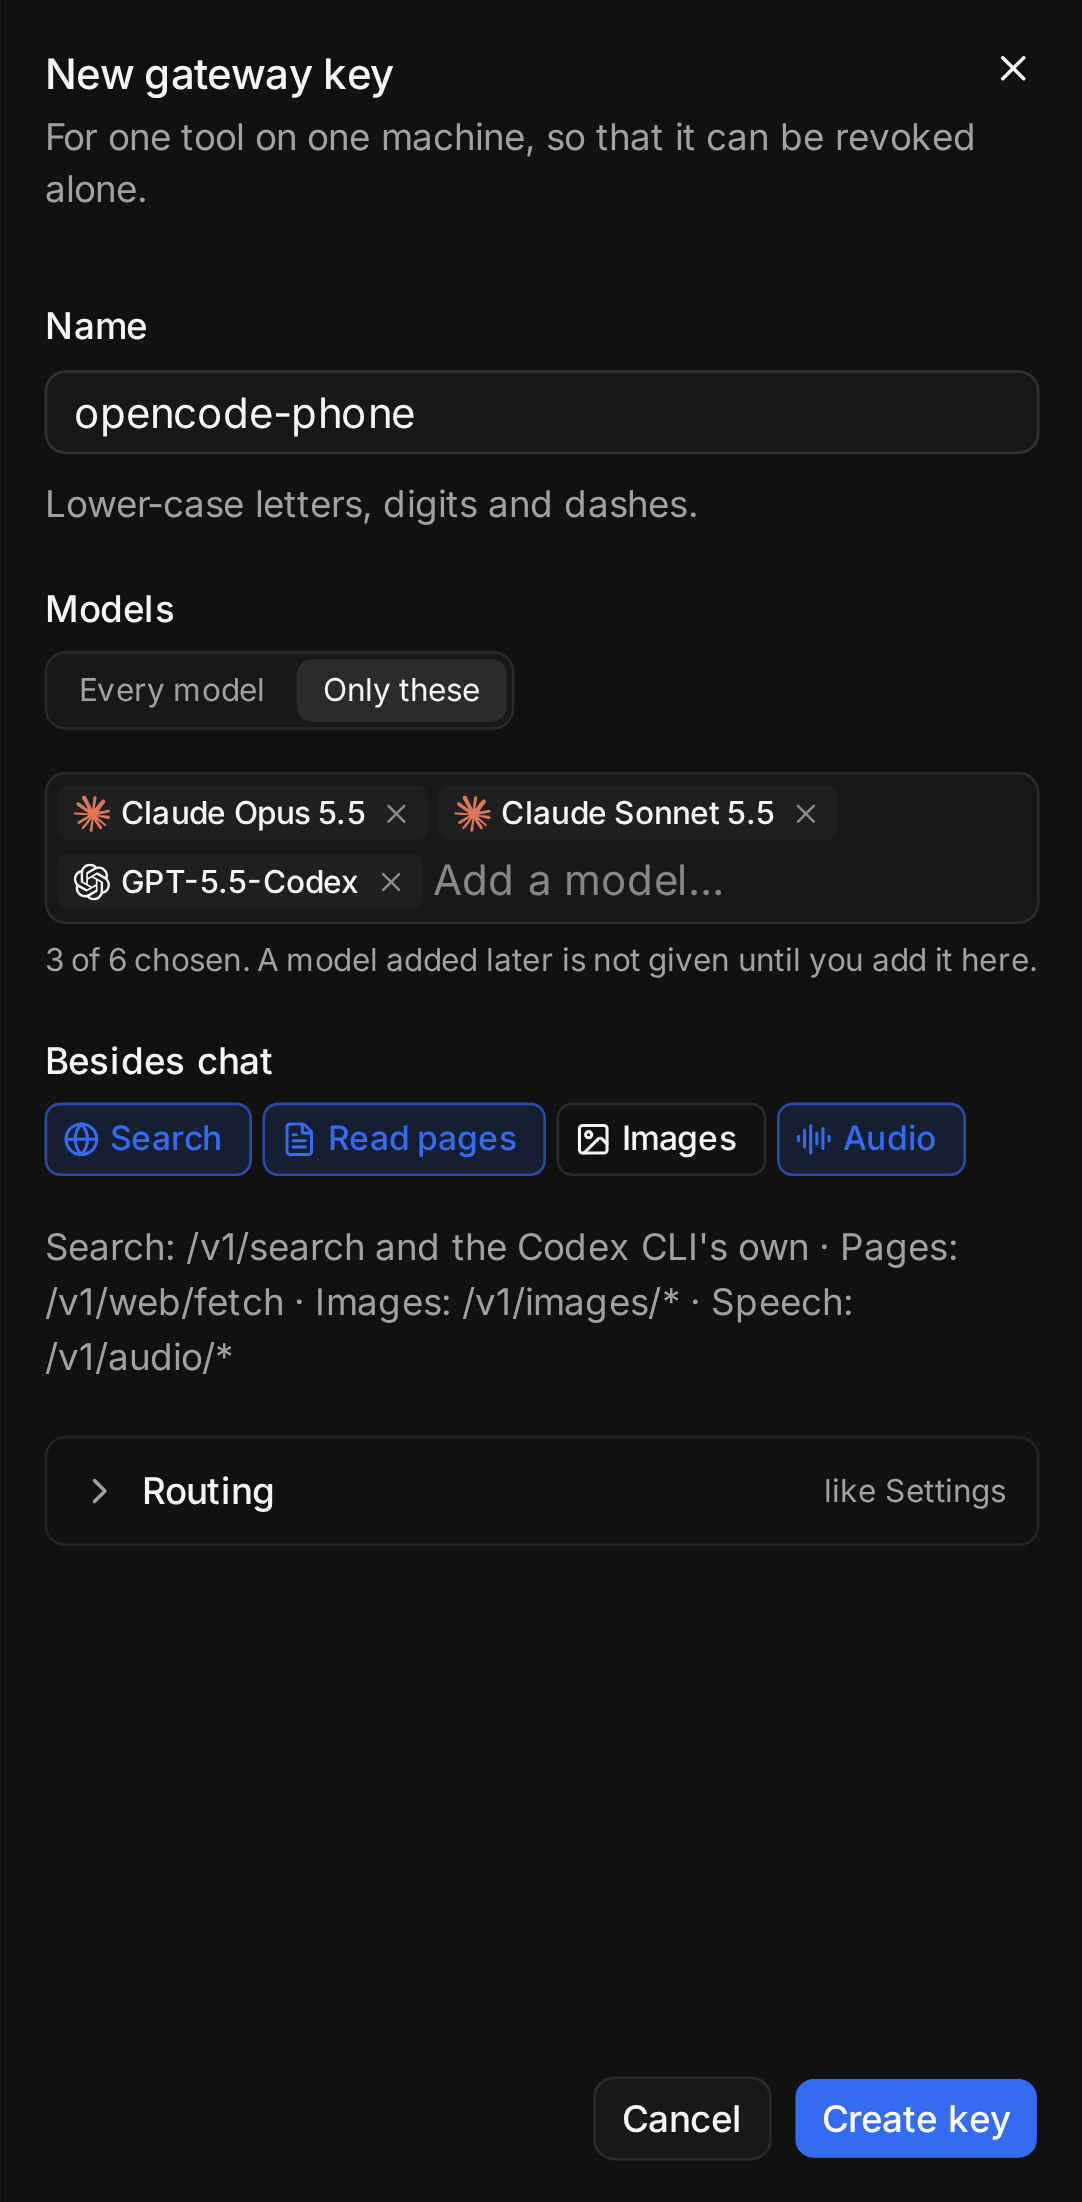 New gateway key
For one tool on one machine, so that it can be revoked
alone.
Name
opencode-phone
Lower-case letters, digits and dashes.
Models
Every model Only these
Claude Opus 5.5 Claude Sonnet 5.5
GPT-5.5-Codex Add a model...
3 of 6 chosen. A model added later is not given until you add it here.
Besides chat
Search Read pages Images Audio
Search: /v1/search and the Codex CLI's own · Pages:
/v1/web/fetch · Images: /v1/images/* · Speech:
/v1/audio/*
Routing like Settings
Cancel Create key